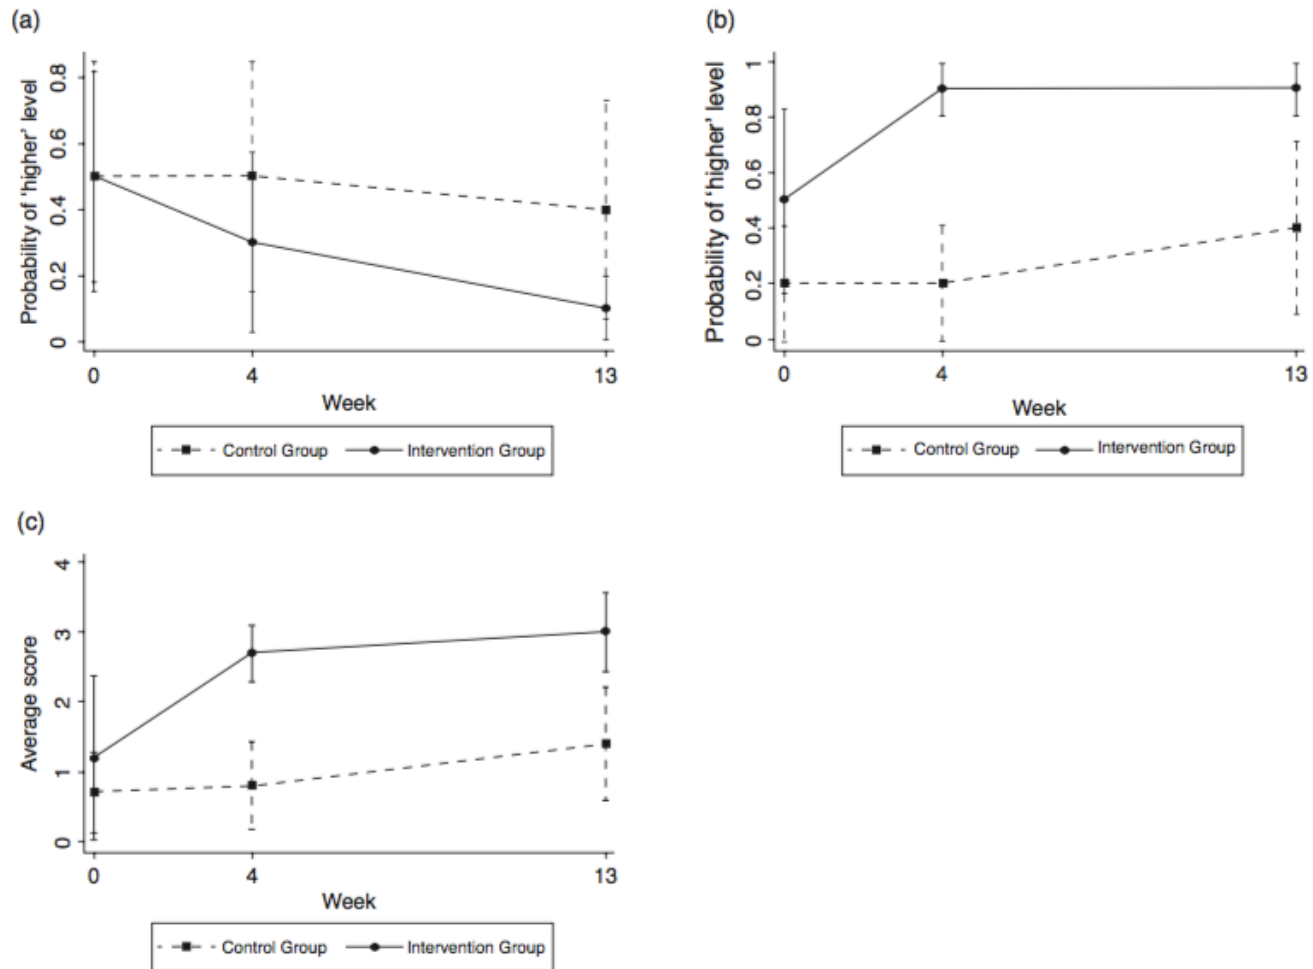 (a)
Probability of 'higher' level
0.8
0.6
0.4
0.2
0
0 4 13
Week
Control Group Intervention Group
(b)
Probability of 'higher' level
1
0.8
0.6
0.4
0.2
0
0 4 13
Week
Control Group Intervention Group
(c)
Average score
4
3
2
1
0
0 4 13
Week
Control Group Intervention Group